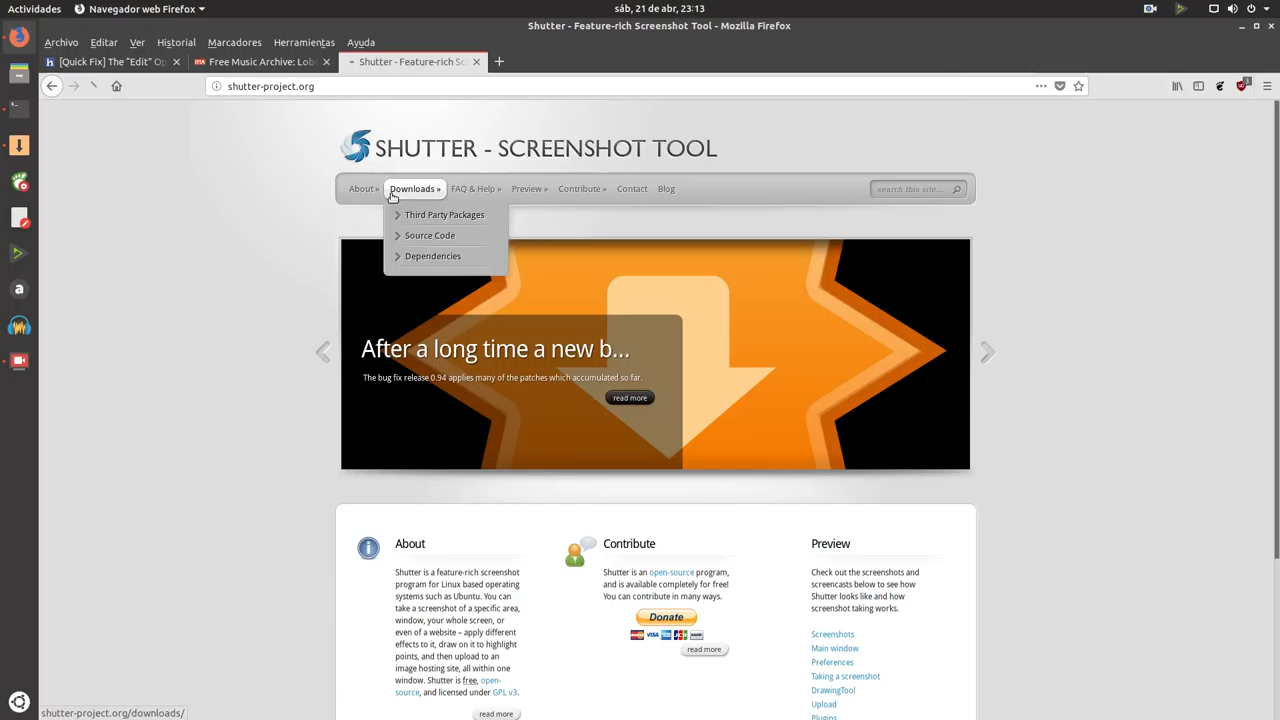 Actividades
Navegador web Firefox
sáb, 21 de abr, 23:13
Shutter - Feature-rich Screenshot Tool - Mozilla Firefox
Archivo Editar Ver Historial Marcadores Herramientas Ayuda
[Quick Fix] The “Edit” Op
Free Music Archive: Lob
Shutter - Feature-rich Sc
shutter-project.org
3
SHUTTER - SCREENSHOT TOOL
About » Downloads » FAQ & Help » Preview » Contribute » Contact Blog
search this site...
Third Party Packages
Source Code
Dependencies
After a long time a new b...
The bug fix release 0.94 applies many of the patches which accumulated so far.
read more
About
Shutter is a feature-rich screenshot
program for Linux based operating
systems such as Ubuntu. You can
take a screenshot of a specific area,
window, your whole screen, or
even of a website – apply different
effects to it, draw on it to highlight
points, and then upload to an
image hosting site, all within one
window. Shutter is free, open-
source, and licensed under GPL v3.
read more
Contribute
Shutter is an open-source program,
and is available completely for free!
You can contribute in many ways.
Donate
VISA
read more
Preview
Check out the screenshots and
screencasts below to see how
Shutter looks like and how
screenshot taking works.
Screenshots
Main window
Preferences
Taking a screenshot
DrawingTool
Upload
Plugins
shutter-project.org/downloads/